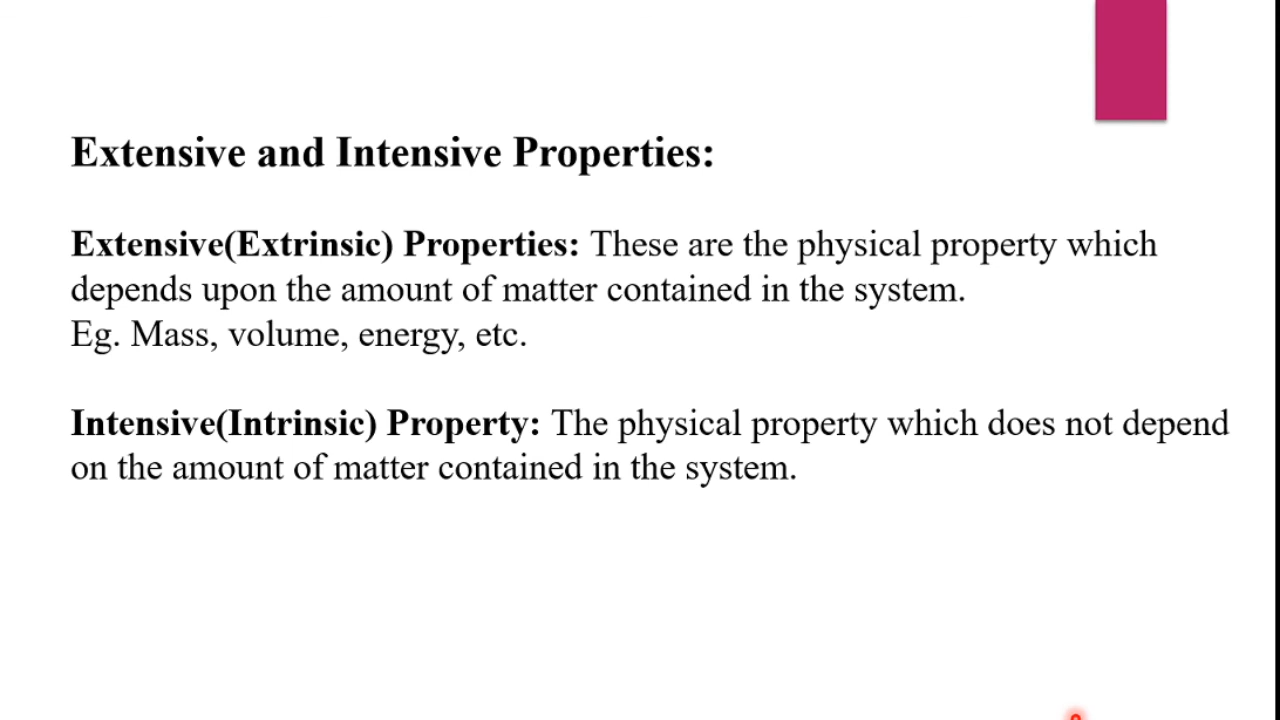 Extensive and Intensive Properties:
Extensive(Extrinsic) Properties: These are the physical property which
depends upon the amount of matter contained in the system.
Eg. Mass, volume, energy, etc.
Intensive(Intrinsic) Property: The physical property which does not depend
on the amount of matter contained in the system.